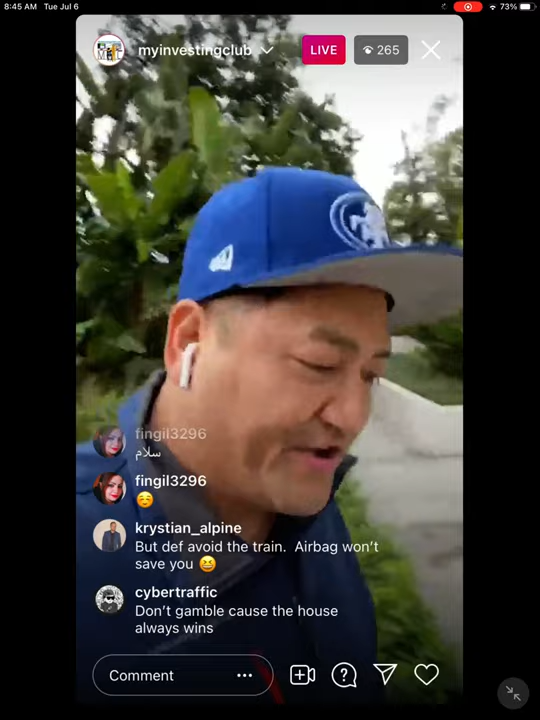 8:45 AM Tue Jul 6
73%
myinvestingclub
LIVE
265
fingil3296
سلام
fingil3296
krystian_alpine
But def avoid the train. Airbag won't
save you 😆
cybertraffic
Don't gamble cause the house
always wins
Comment